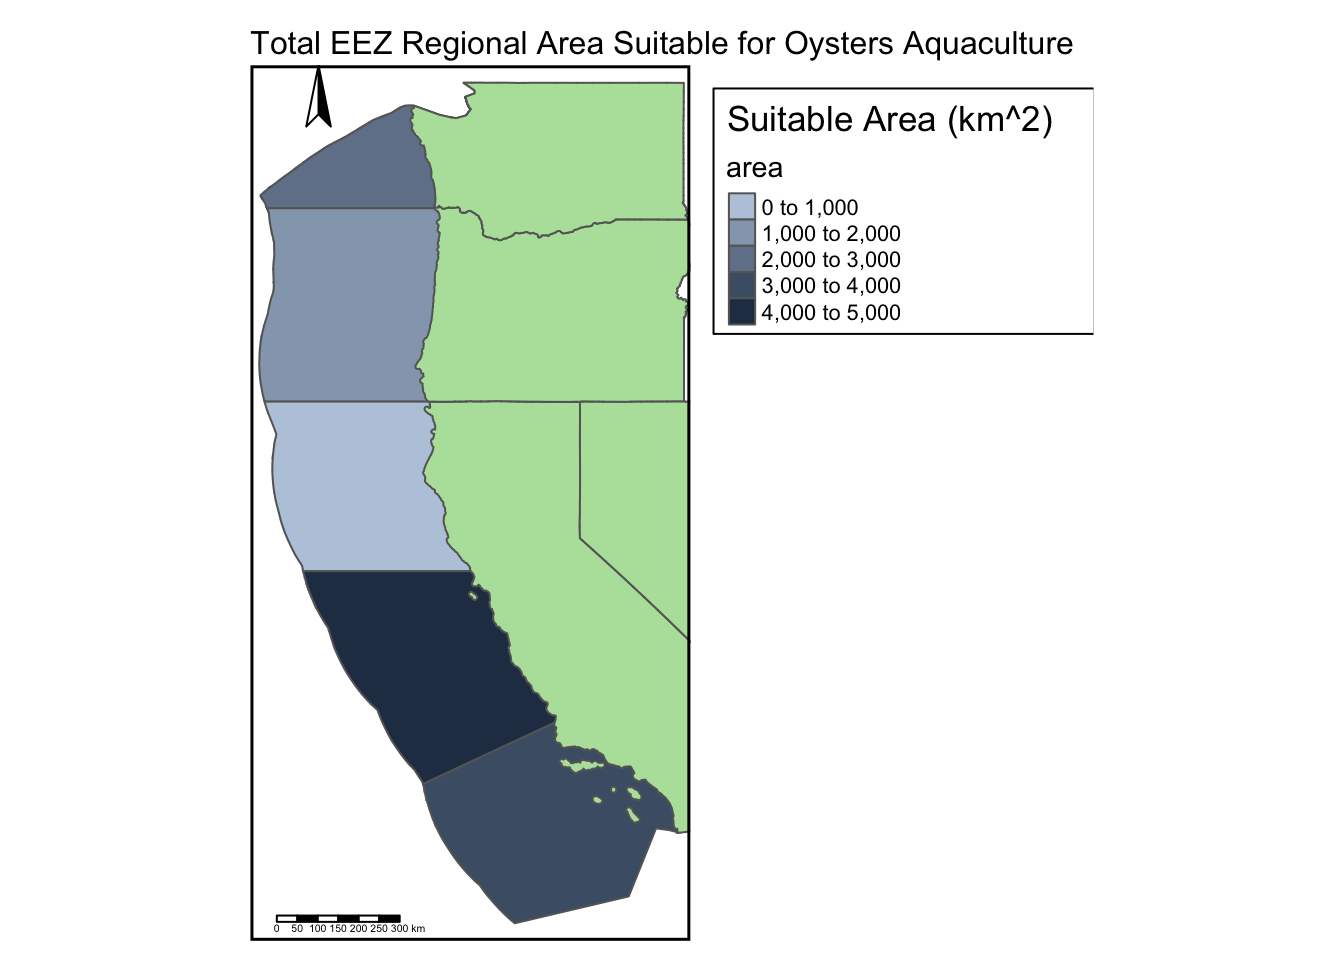 Total EEZ Regional Area Suitable for Oysters Aquaculture
Suitable Area (km^2)
area
0 to 1,000
1,000 to 2,000
2,000 to 3,000
3,000 to 4,000
4,000 to 5,000
0 50 100 150 200 250 300 km